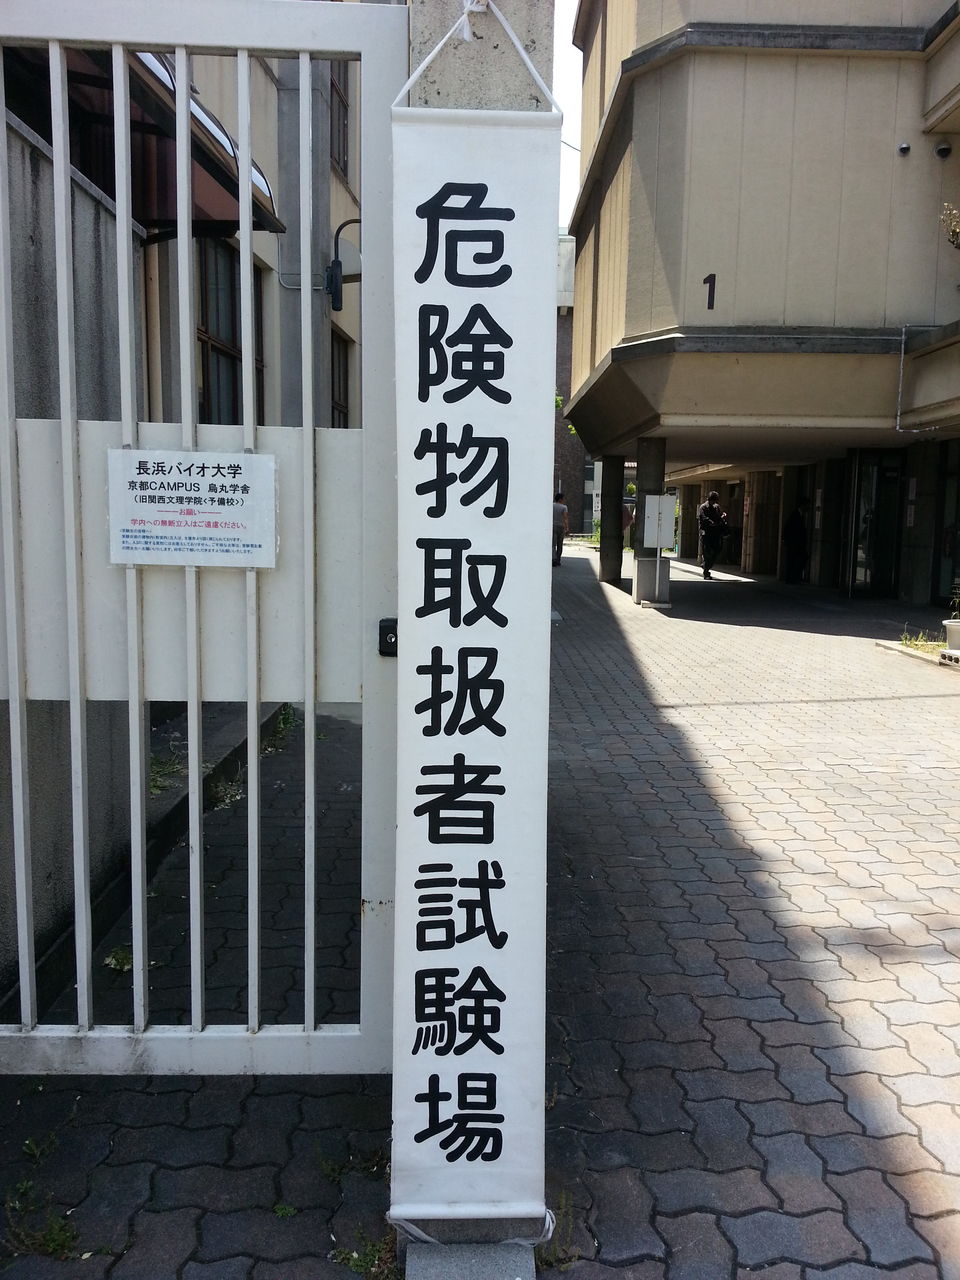 危険物取扱者試験場
長浜バイオ大学
京都CAMPUS 烏丸学舎
(旧関西文理学院<予備校>)
―――お願い―――
学内への無断立入はご遠慮ください。
1